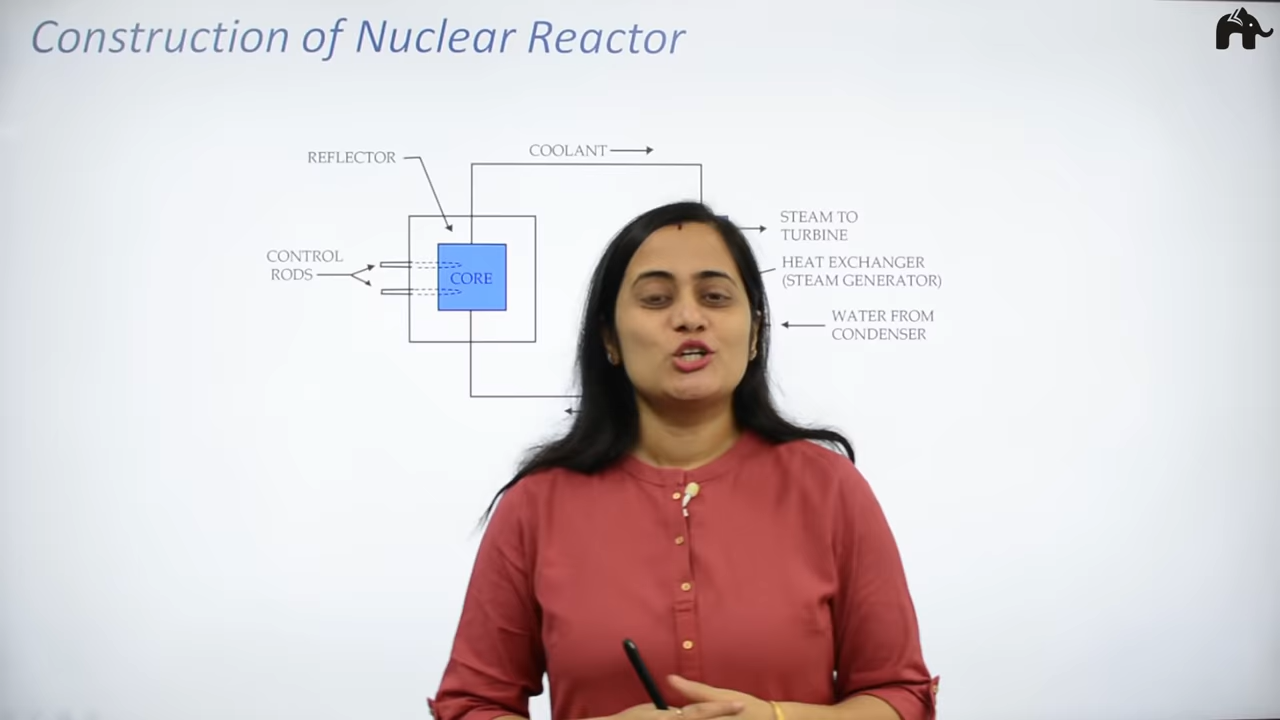 Construction of Nuclear Reactor
COOLANT
REFLECTOR
STEAM TO
TURBINE
CONTROL
RODS
CORE
HEAT EXCHANGER
(STEAM GENERATOR)
WATER FROM
CONDENSER